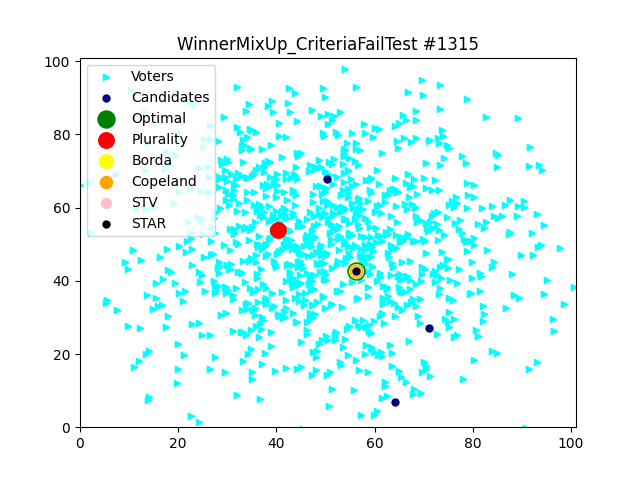 WinnerMixUp_CriteriaFailTest #1315
100
80
60
40
20
0
0
20
40
60
80
100
Voters
Candidates
Optimal
Plurality
Borda
Copeland
STV
STAR